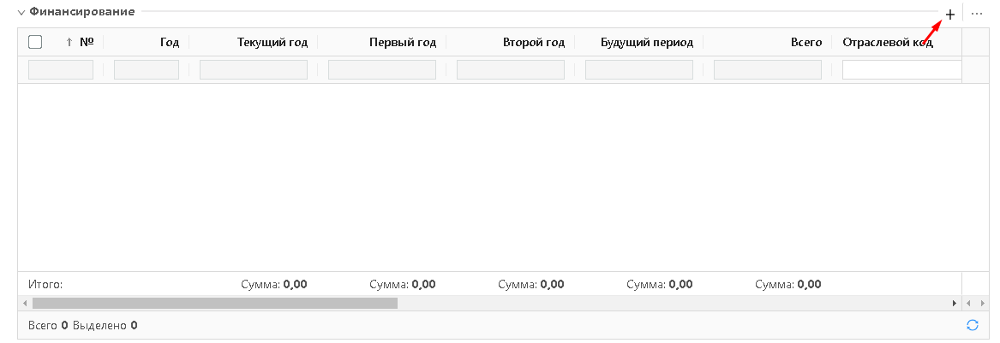 Финансирование
№ Год Текущий год Первый год Второй год Будущий период Всего Отраслевой код
Итого: Сумма: 0,00 Сумма: 0,00 Сумма: 0,00 Сумма: 0,00 Сумма: 0,00
Всего 0 Выделено 0